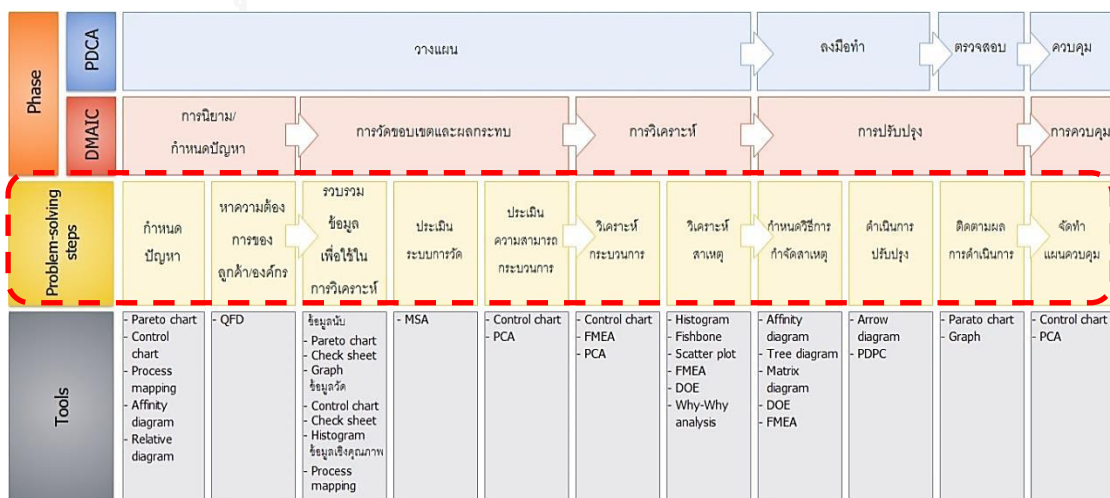 Phase
PDCA
วางแผน
ลงมือทำ
ตรวจสอบ
ควบคุม
DMAIC
การนิยาม/
กำหนดปัญหา
การวัดขอบเขตและผลกระทบ
การวิเคราะห์
การปรับปรุง
การควบคุม
Problem-solving
steps
กำหนด
ปัญหา
หาความต้อง
การของ
ลูกค้า/องค์กร
รวบรวม
ข้อมูล
เพื่อใช้ใน
การวิเคราะห์
ประเมิน
ระบบการวัด
ประเมิน
ความสามารถ
กระบวนการ
วิเคราะห์
กระบวนการ
วิเคราะห์
สาเหตุ
กำหนดวิธีการ
กำจัดสาเหตุ
ดำเนินการ
ปรับปรุง
ติดตามผล
การดำเนินการ
จัดทำ
แผนควบคุม
Tools
- Pareto chart
- Control
chart
- Process
mapping
- Affinity
diagram
- Relative
diagram
- QFD
ข้อมูลนับ
- Pareto chart
- Check sheet
- Graph
ข้อมูลวัด
- Control chart
- Check sheet
- Histogram
ข้อมูลเชิงคุณภาพ
- Process
mapping
- MSA
- Control chart
- PCA
- Control chart
- FMEA
- PCA
- Histogram
- Fishbone
- Scatter plot
- FMEA
- DOE
- Why-Why
analysis
- Affinity
diagram
- Tree diagram
- Matrix
diagram
- DOE
- FMEA
- Arrow
diagram
- PDPC
- Parato chart
- Graph
- Control chart
- PCA